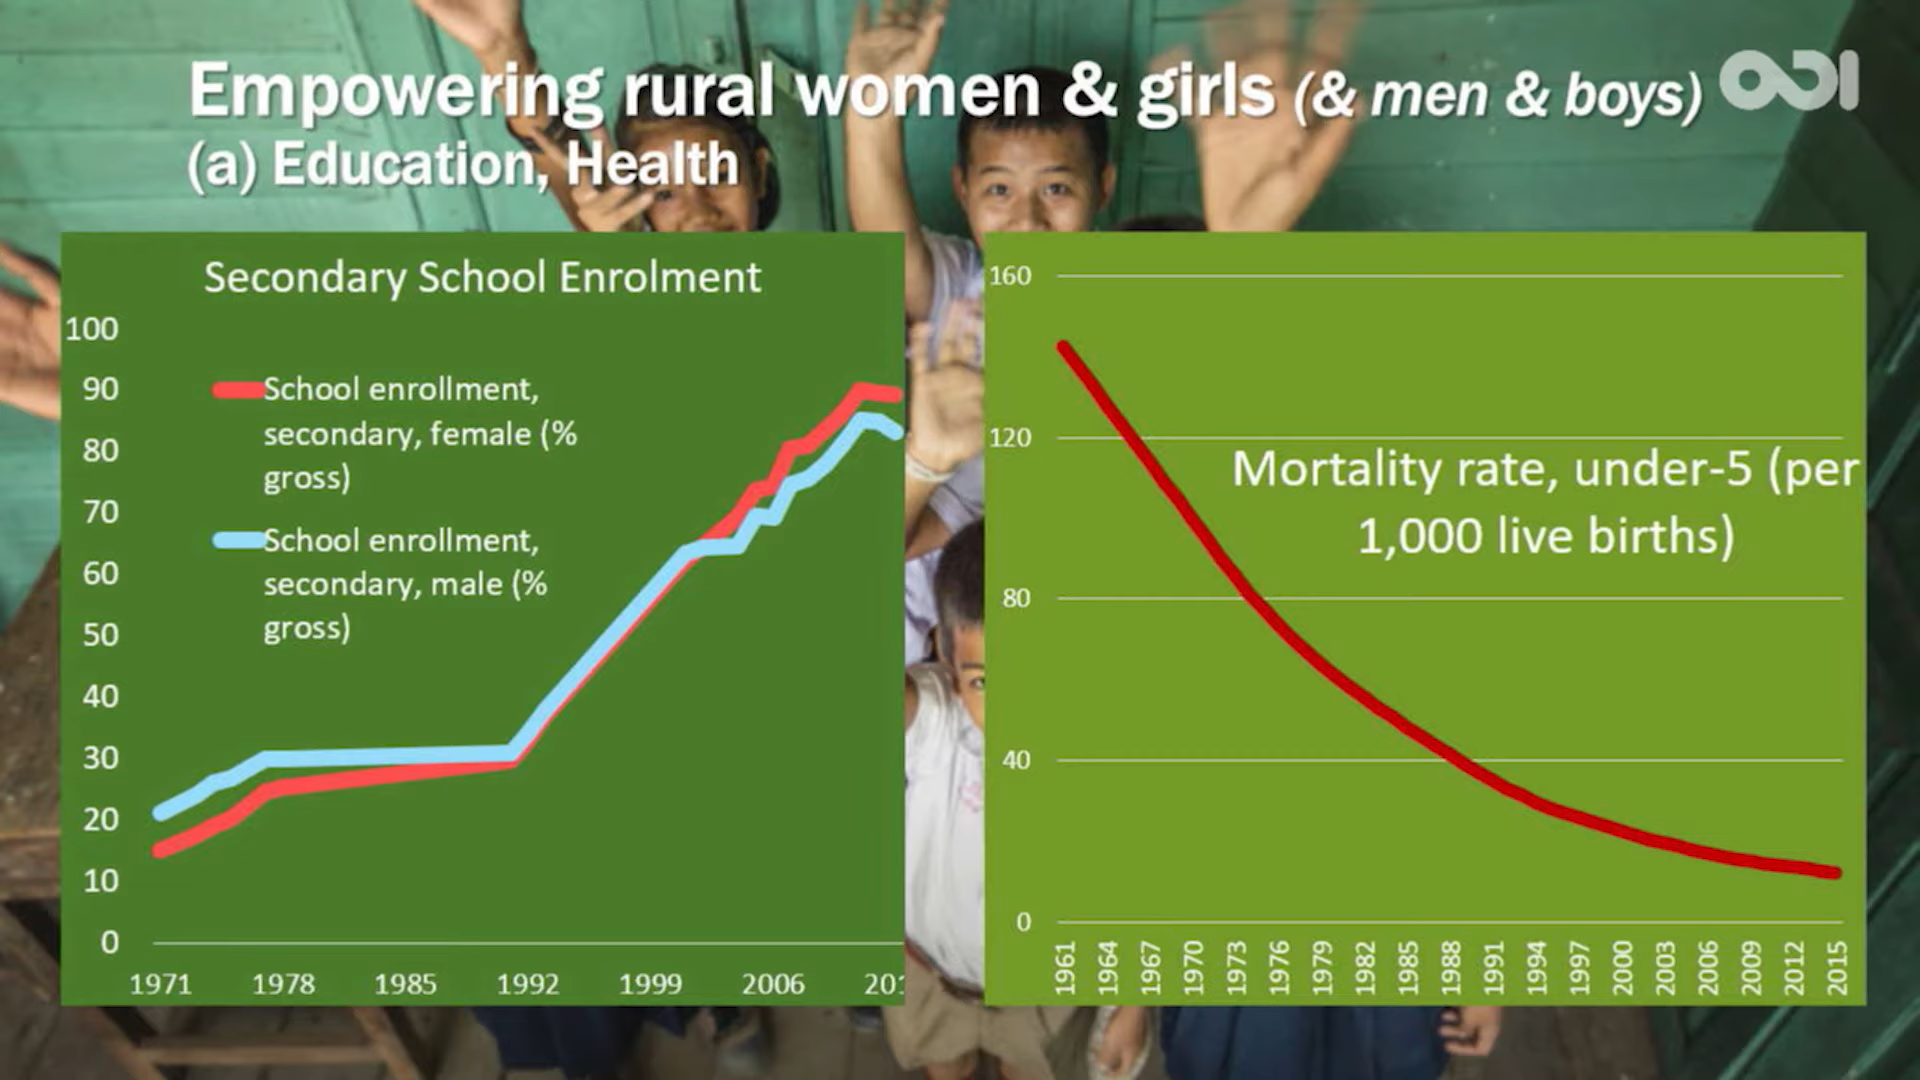 Empowering rural women & girls (& men & boys)
ODI
(a) Education, Health
Secondary School Enrolment
100
90
80
70
60
50
40
30
20
10
0
School enrollment,
secondary, female (%
gross)
School enrollment,
secondary, male (%
gross)
1971 1978 1985 1992 1999 2006 201
160
120
80
40
0
Mortality rate, under-5 (per
1,000 live births)
1961 1964 1967 1970 1973 1976 1979 1982 1985 1988 1991 1994 1997 2000 2003 2006 2009 2012 2015